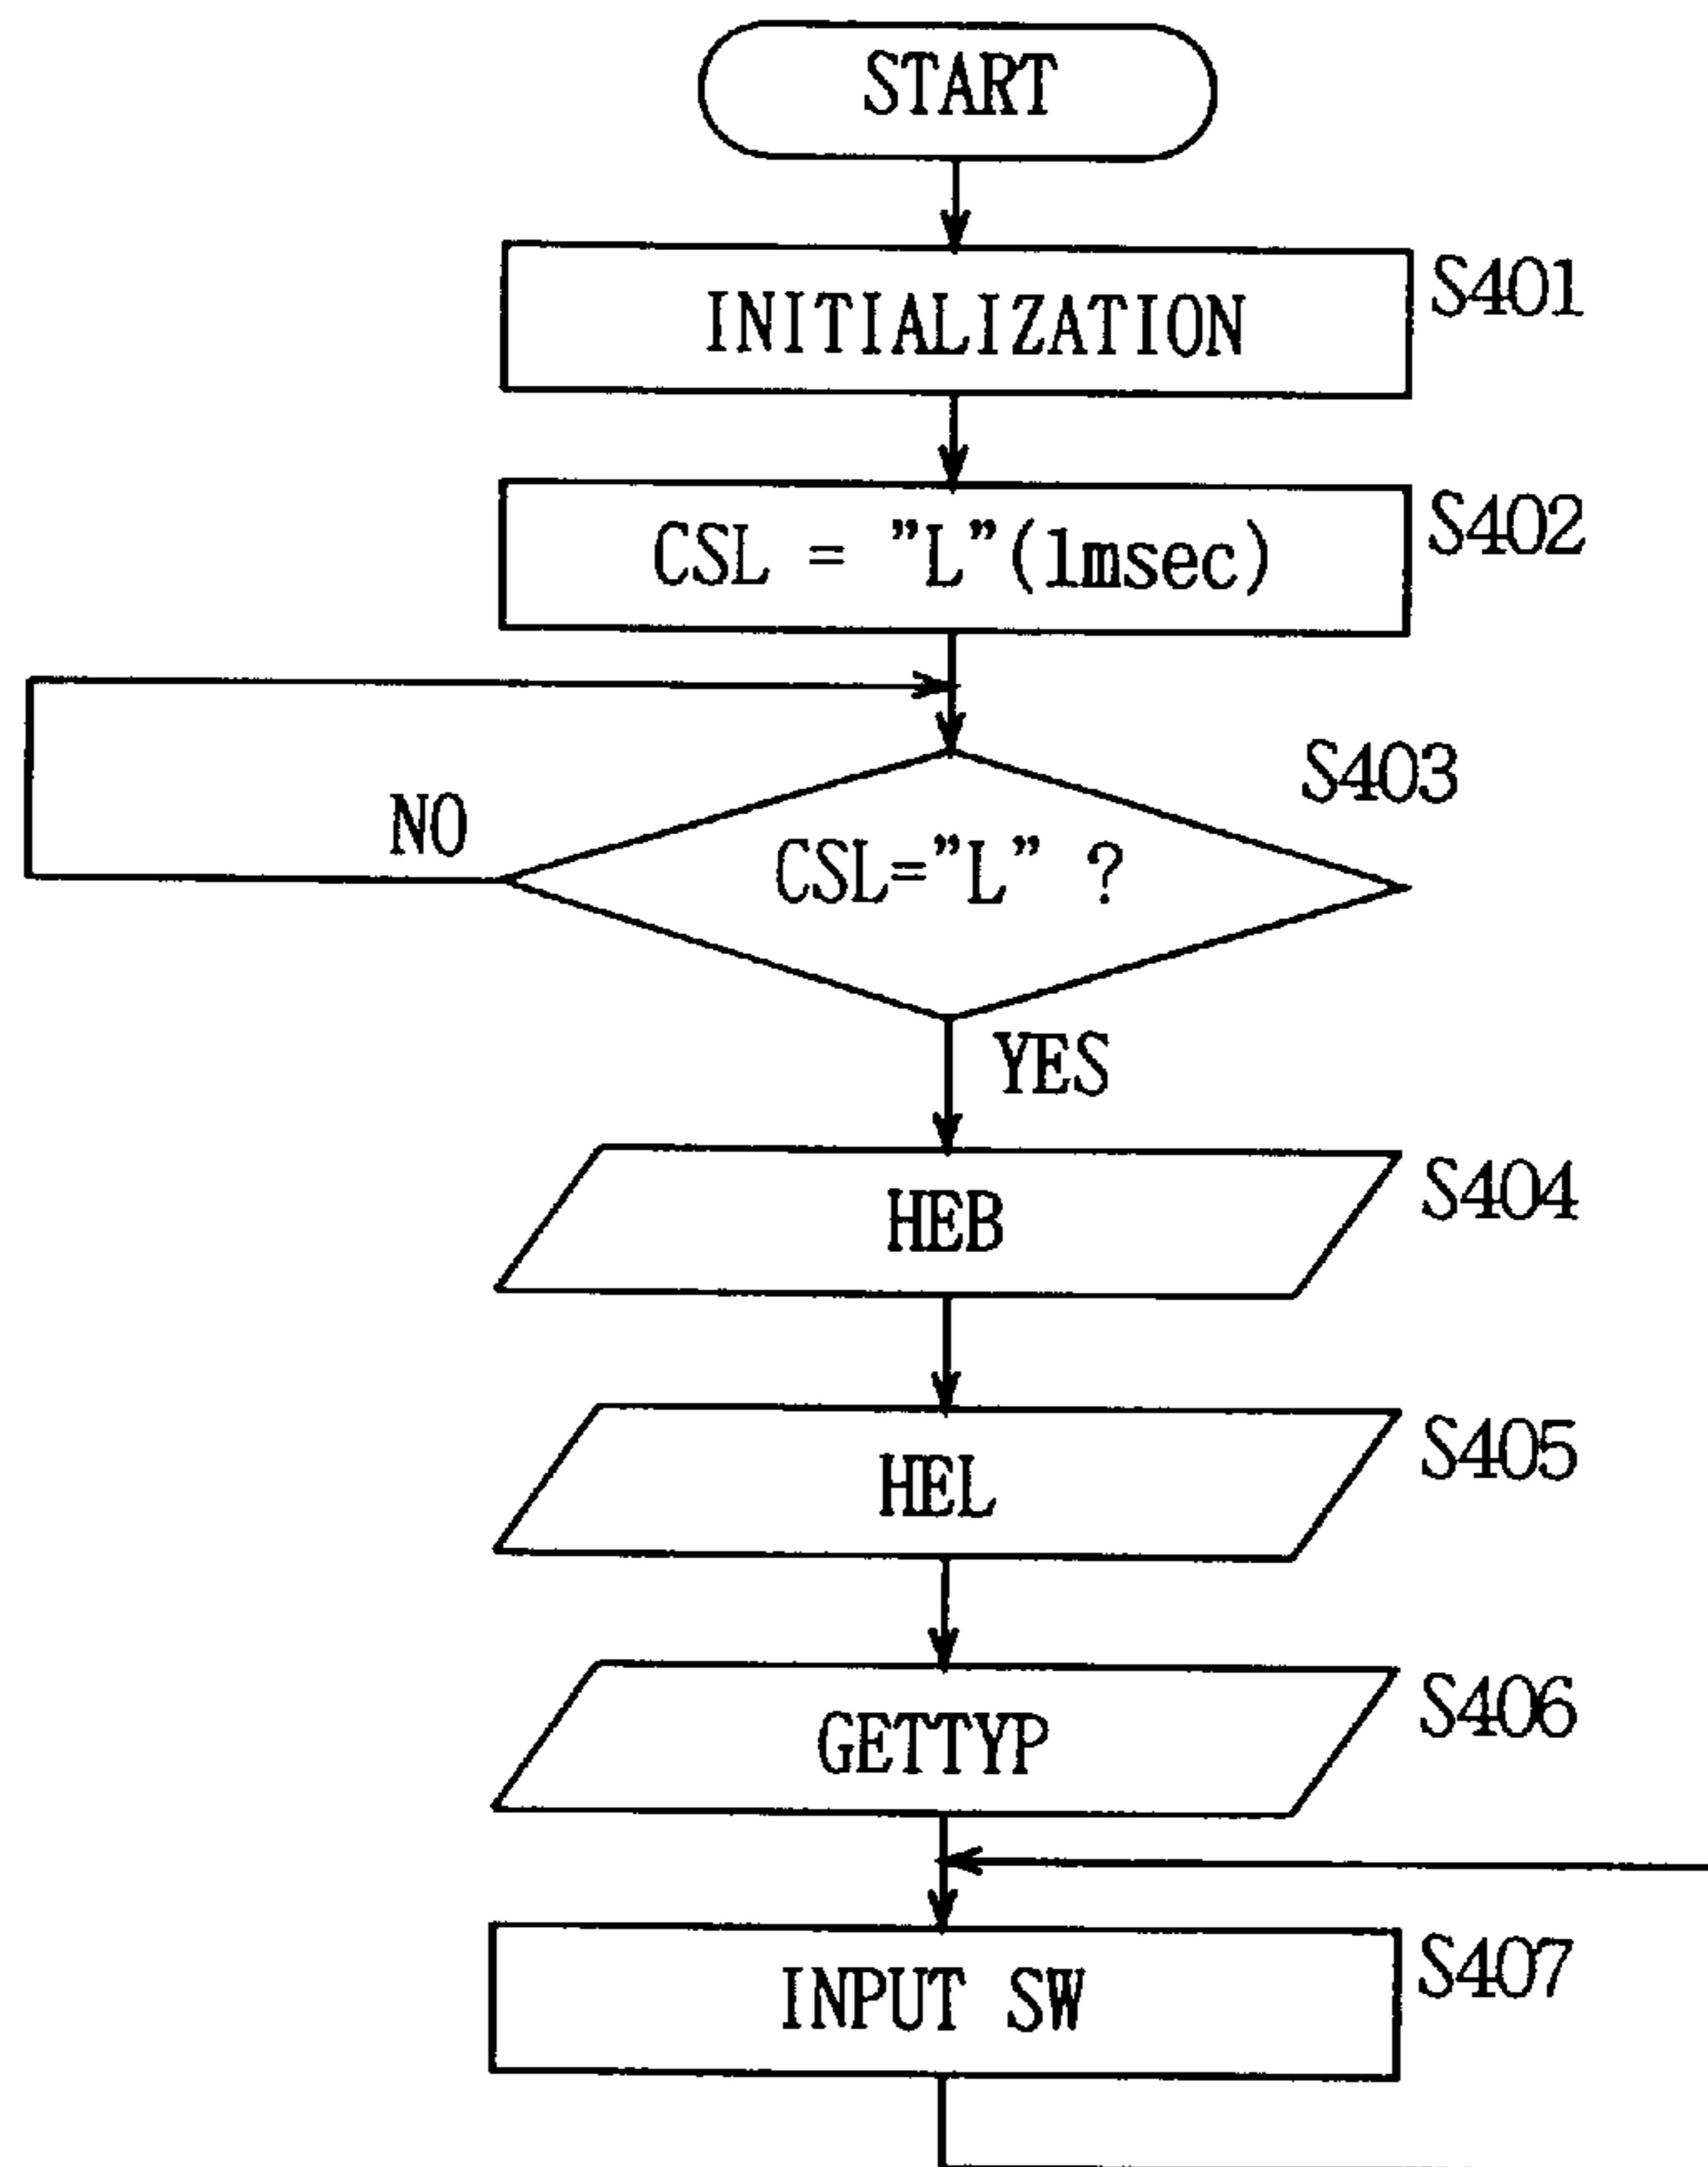 START
INITIALIZATION
S401
CSL = "L"(1msec)
S402
S403
NO
CSL="L" ?
YES
HEB
S404
HEL
S405
GETTYP
S406
INPUT SW
S407